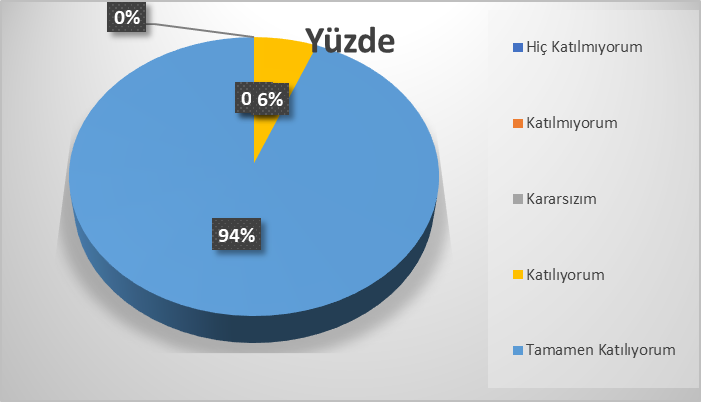 0%
Yüzde
0
6%
94%
Hiç Katılmıyorum
Katılmıyorum
Kararsızım
Katılıyorum
Tamamen Katılıyorum